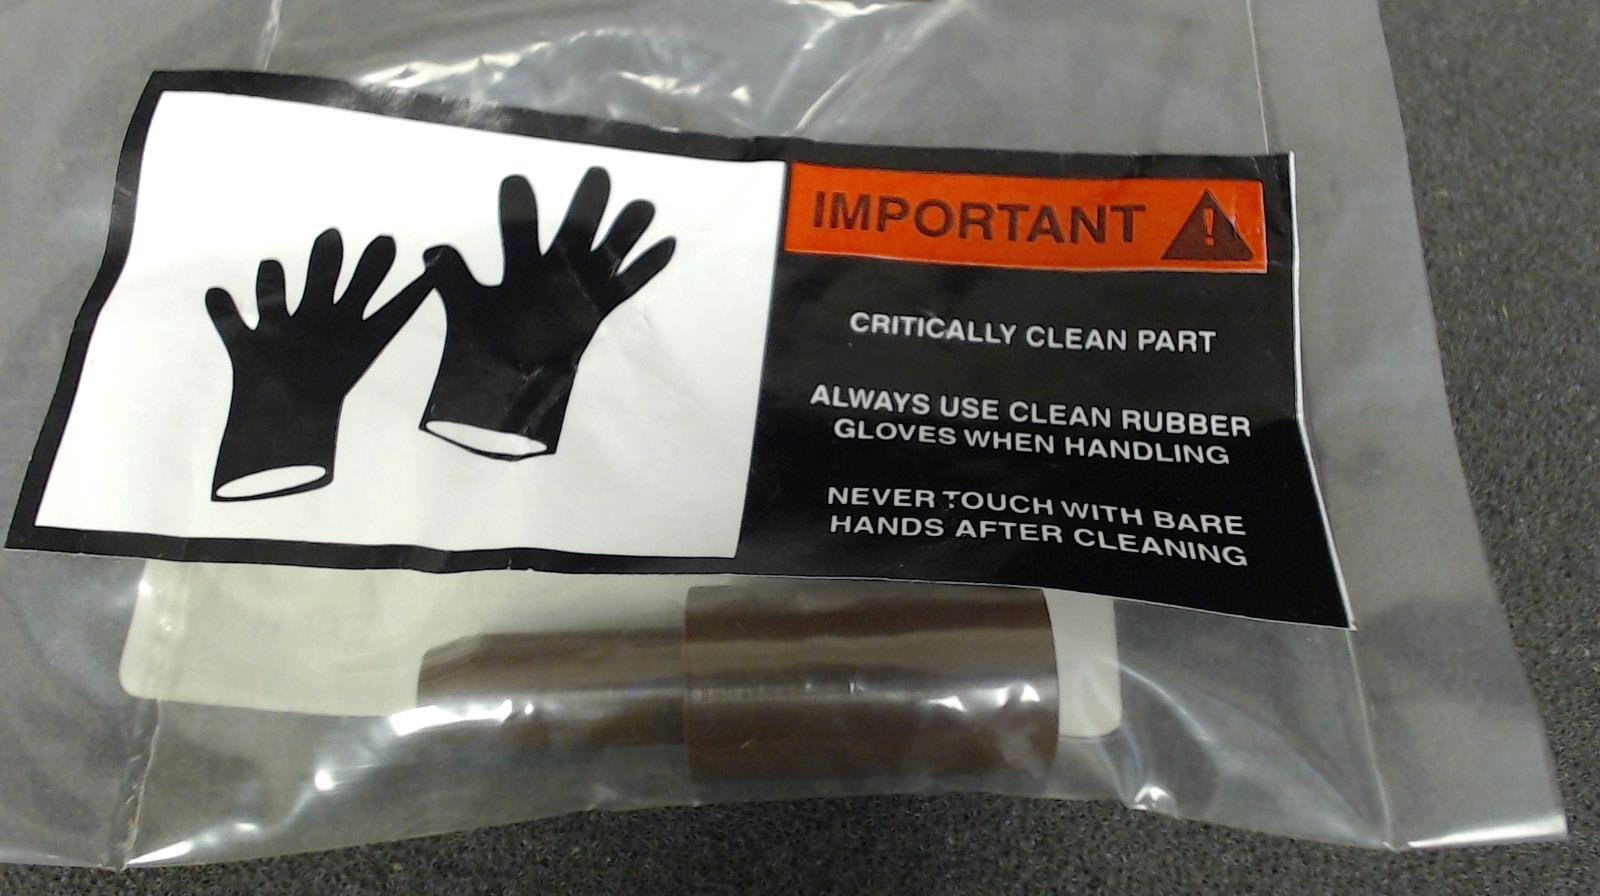 IMPORTANT
CRITICALLY CLEAN PART
ALWAYS USE CLEAN RUBBER
GLOVES WHEN HANDLING
NEVER TOUCH WITH BARE
HANDS AFTER CLEANING